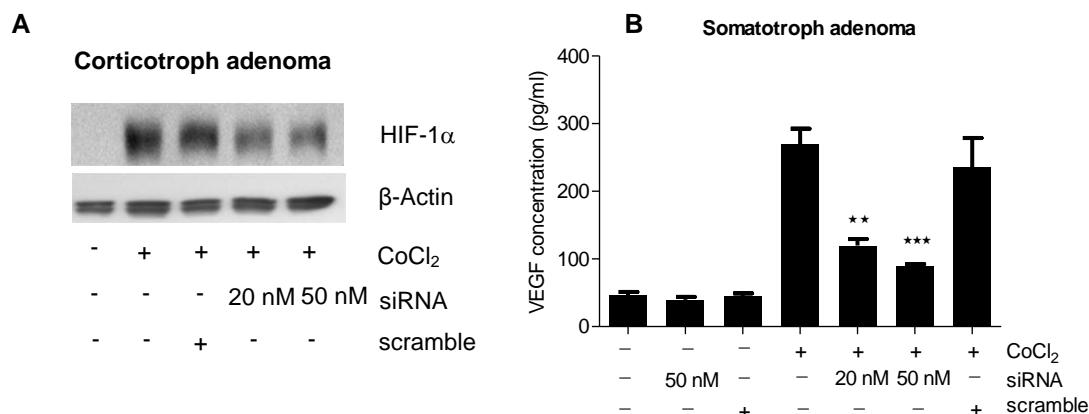 A
Corticotroph adenoma
HIF-1α
β-Actin
- + + + + CoCl2
- - - 20 nM 50 nM siRNA
- - + - - scramble
B
Somatotroph adenoma
VEGF concentration (pg/ml)
400
300
200
100
0
★★
★★★
– – – + + + + CoCl2
– 50 nM – – 20 nM 50 nM – siRNA
– – + – – – + scramble